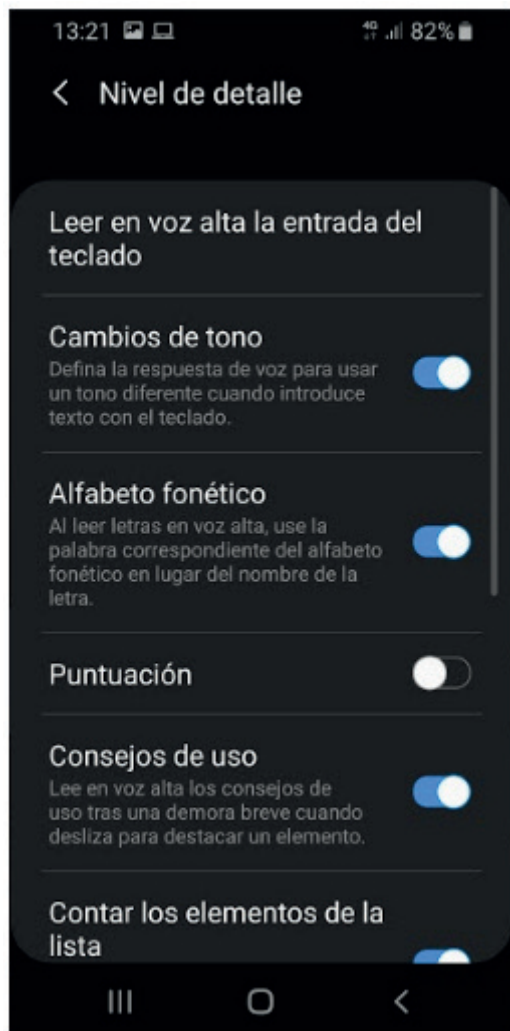 13:21 4G 82%
Nivel de detalle
Leer en voz alta la entrada del
teclado
Cambios de tono
Defina la respuesta de voz para usar
un tono diferente cuando introduce
texto con el teclado.
Alfabeto fonético
Al leer letras en voz alta, use la
palabra correspondiente del alfabeto
fonético en lugar del nombre de la
letra.
Puntuación
Consejos de uso
Lee en voz alta los consejos de
uso tras una demora breve cuando
desliza para destacar un elemento.
Contar los elementos de la
lista